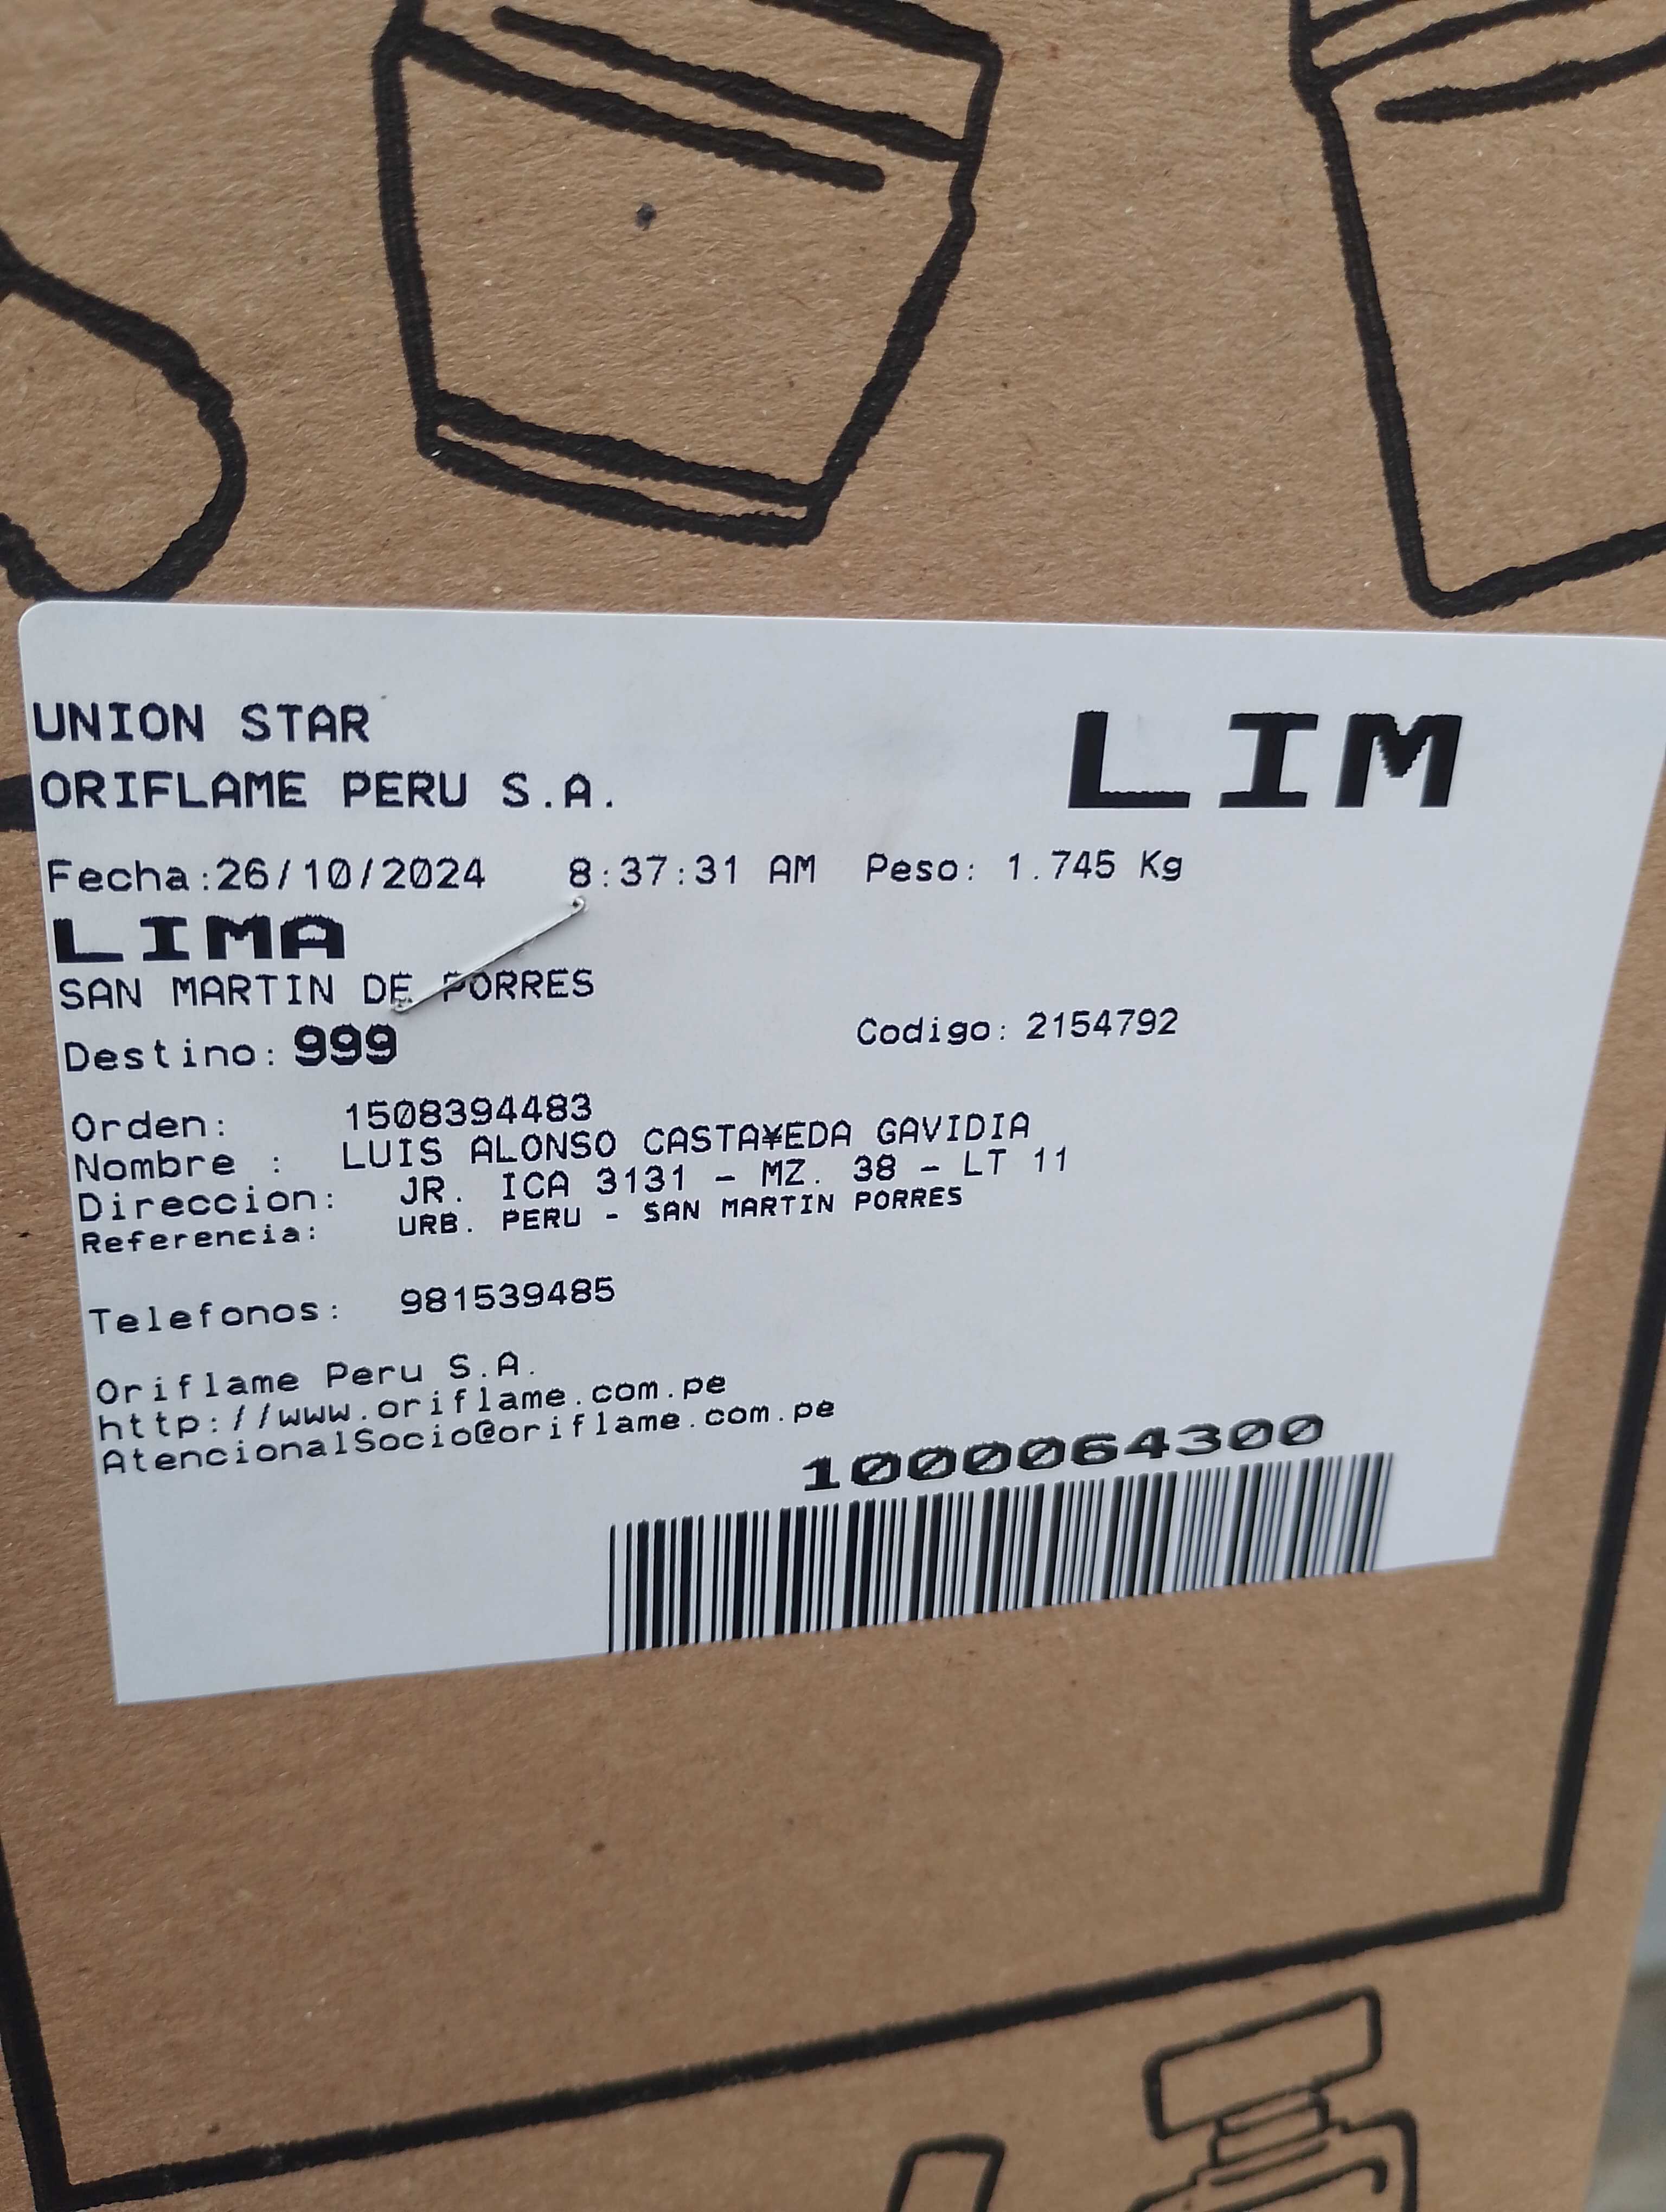 UNION STAR
LIM
ORIFLAME PERU S.A.
Fecha:26/10/2024 8:37:31 AM Peso: 1.745 Kg
LIMA
SAN MARTIN DE PORRES
Destino: 999 Codigo: 2154792
Orden: 1508394483
Nombre : LUIS ALONSO CASTA¥EDA GAVIDIA
Direccion: JR. ICA 3131 - MZ. 38 - LT 11
Referencia: URB. PERU - SAN MARTIN PORRES
Telefonos: 981539485
Oriflame Peru S.A.
http://www.oriflame.com.pe
AtencionalSocio@oriflame.com.pe
1000064300